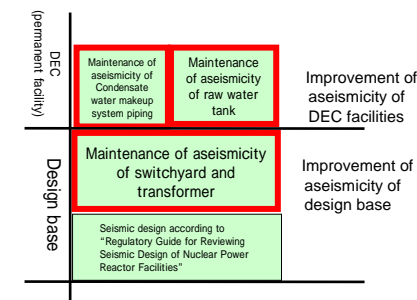 DEC
(permanent facility)
Maintenance of
aseismicity of
Condensate
water makeup
system piping
Maintenance
of aseismicity
of raw water
tank
Improvement of
aseismicity of
DEC facilities
Design base
Maintenance of aseismicity
of switchyard and
transformer
Improvement of
aseismicity of
design base
Seismic design according to
"Regulatory Guide for Reviewing
Seismic Design of Nuclear Power
Reactor Facilities"